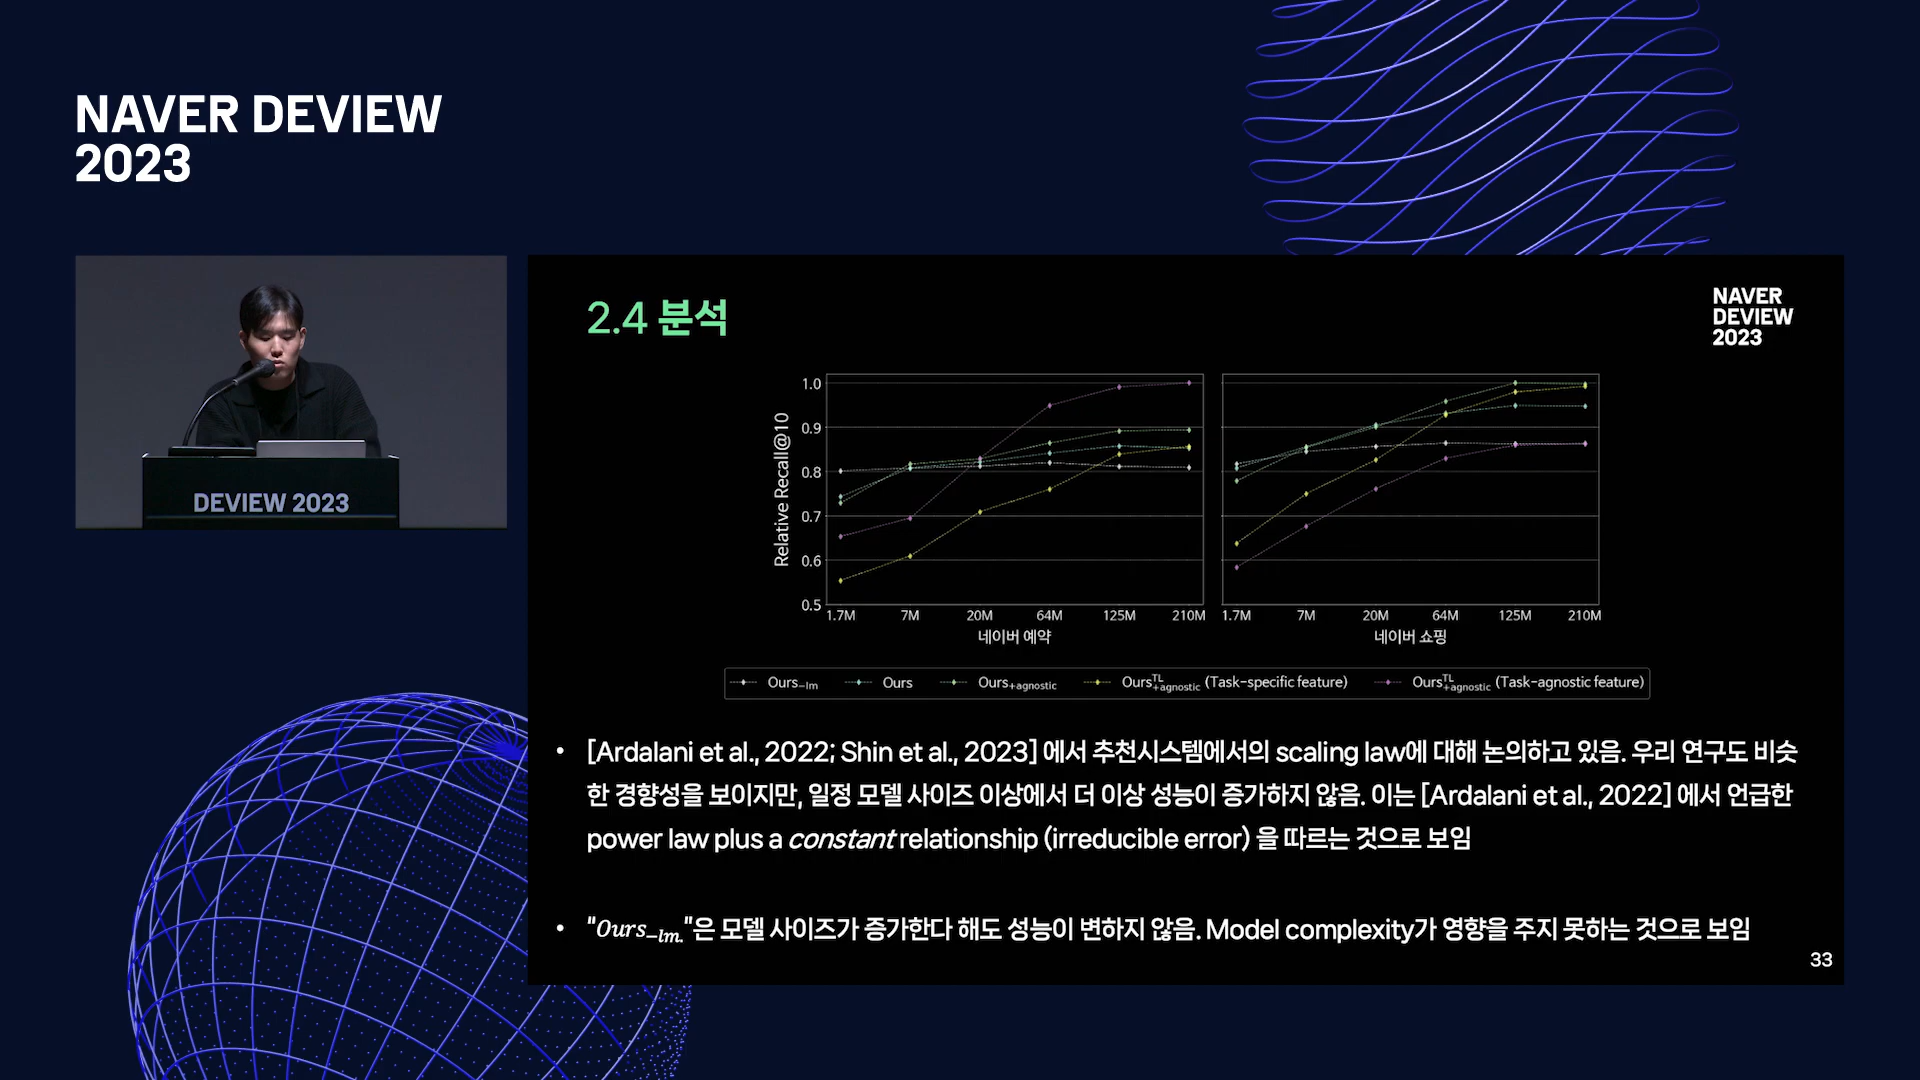 NAVER DEVIEW
2023
DEVIEW 2023
2.4 분석
NAVER
DEVIEW
2023
Relative Recall@10
1.0
0.9
0.8
0.7
0.6
0.5
1.7M 7M 20M 64M 125M 210M
네이버 예약
1.7M 7M 20M 64M 125M 210M
네이버 쇼핑
Ours−lm Ours Ours+agnostic Ours TL +agnostic (Task-specific feature) Ours TL +agnostic (Task-agnostic feature)
• [Ardalani et al., 2022; Shin et al., 2023] 에서 추천시스템에서의 scaling law에 대해 논의하고 있음. 우리 연구도 비슷
한 경향성을 보이지만, 일정 모델 사이즈 이상에서 더 이상 성능이 증가하지 않음. 이는 [Ardalani et al., 2022] 에서 언급한
power law plus a constant relationship (irreducible error) 을 따르는 것으로 보임
• "Ours−lm."은 모델 사이즈가 증가한다 해도 성능이 변하지 않음. Model complexity가 영향을 주지 못하는 것으로 보임
33